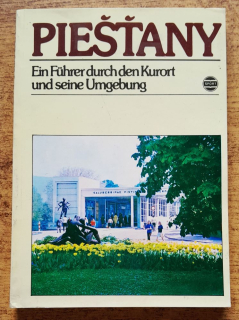 PIEŠŤANY
Ein Führer durch den Kurort
und seine Umgebung